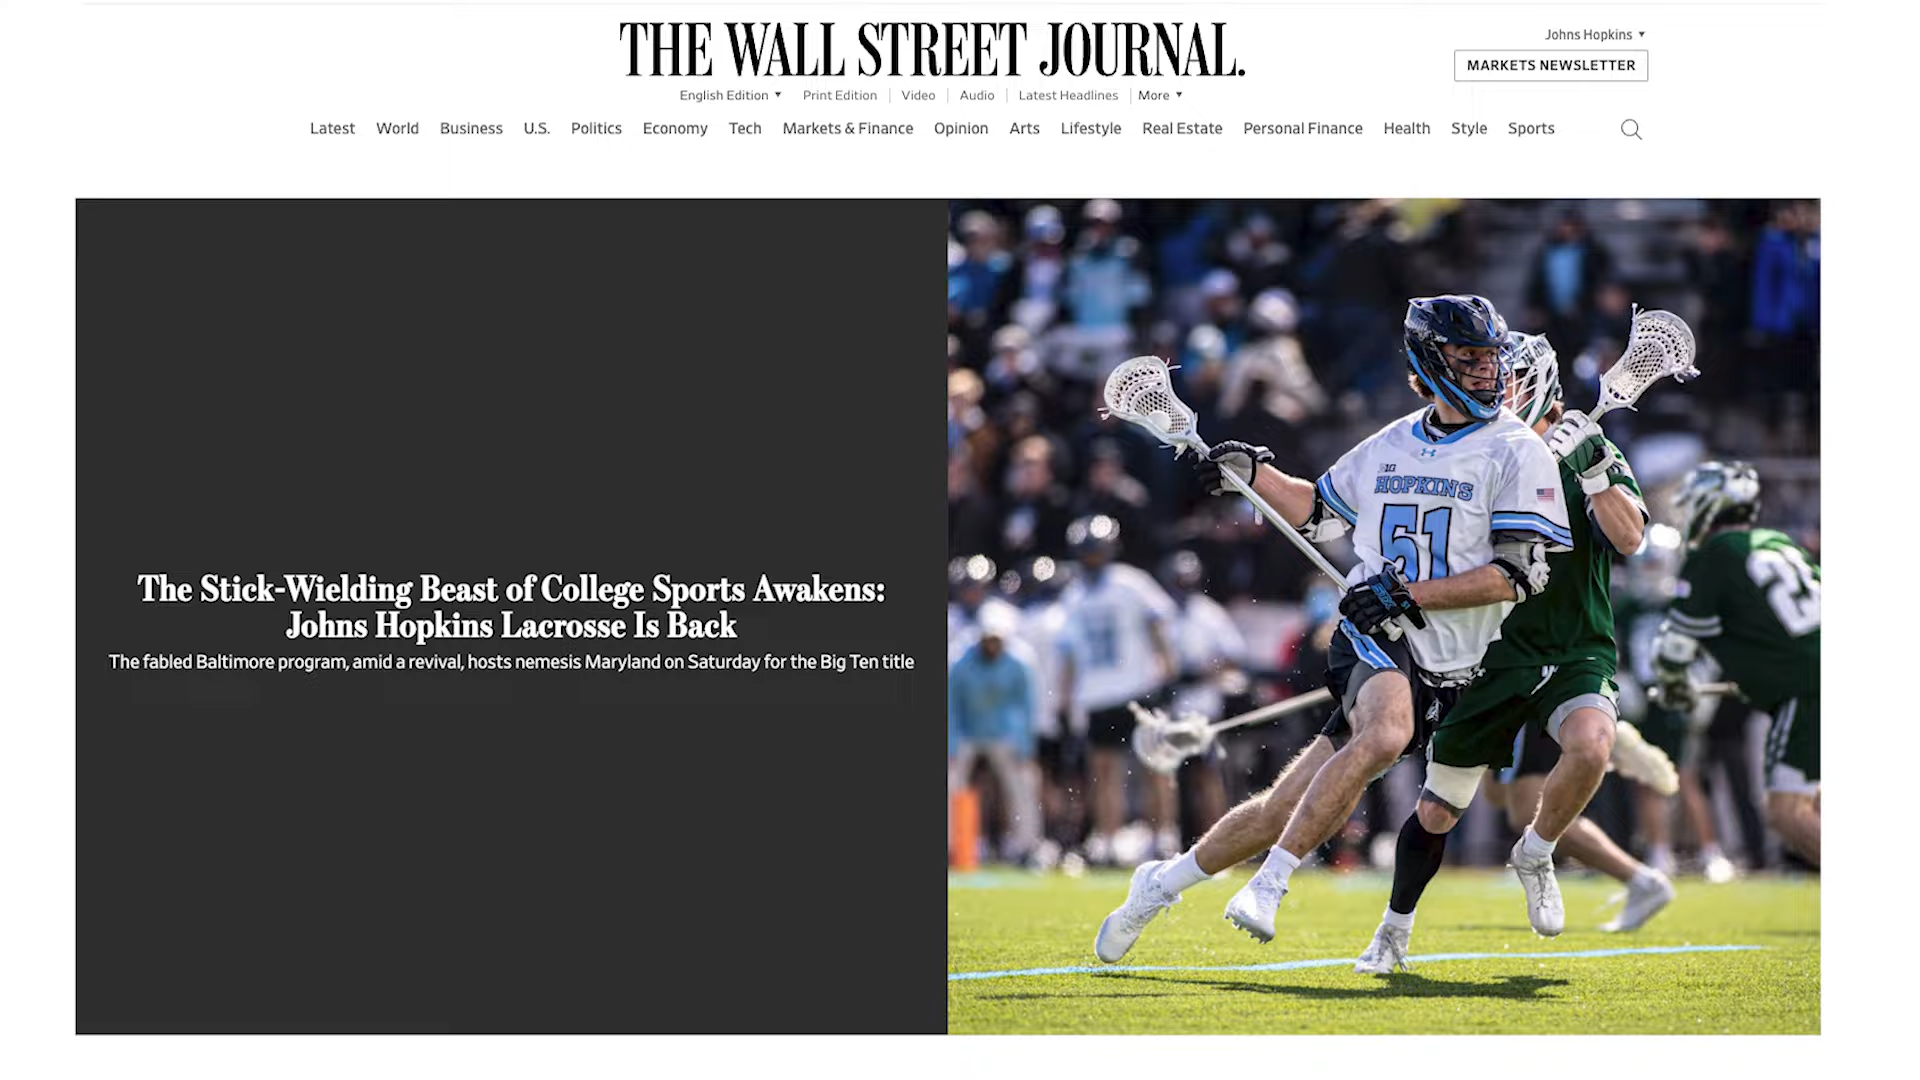 THE WALL STREET JOURNAL.
Johns Hopkins
MARKETS NEWSLETTER
English Edition Print Edition Video Audio Latest Headlines More
Latest World Business U.S. Politics Economy Tech Markets & Finance Opinion Arts Lifestyle Real Estate Personal Finance Health Style Sports
The Stick-Wielding Beast of College Sports Awakens:
Johns Hopkins Lacrosse Is Back
The fabled Baltimore program, amid a revival, hosts nemesis Maryland on Saturday for the Big Ten title
B1G
HOPKINS
51